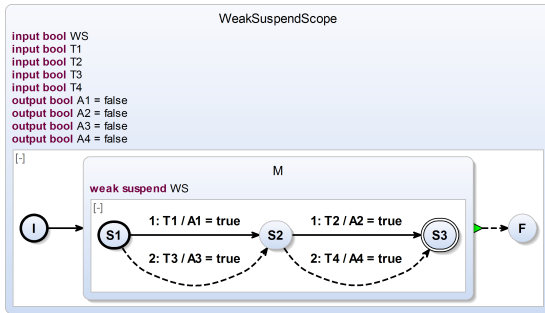 WeakSuspendScope
input bool WS
input bool T1
input bool T2
input bool T3
input bool T4
output bool A1 = false
output bool A2 = false
output bool A3 = false
output bool A4 = false
[-]
M
weak suspend WS
[-]
1: T1 / A1 = true
1: T2 / A2 = true
I
S1
S2
S3
F
2: T3 / A3 = true
2: T4 / A4 = true